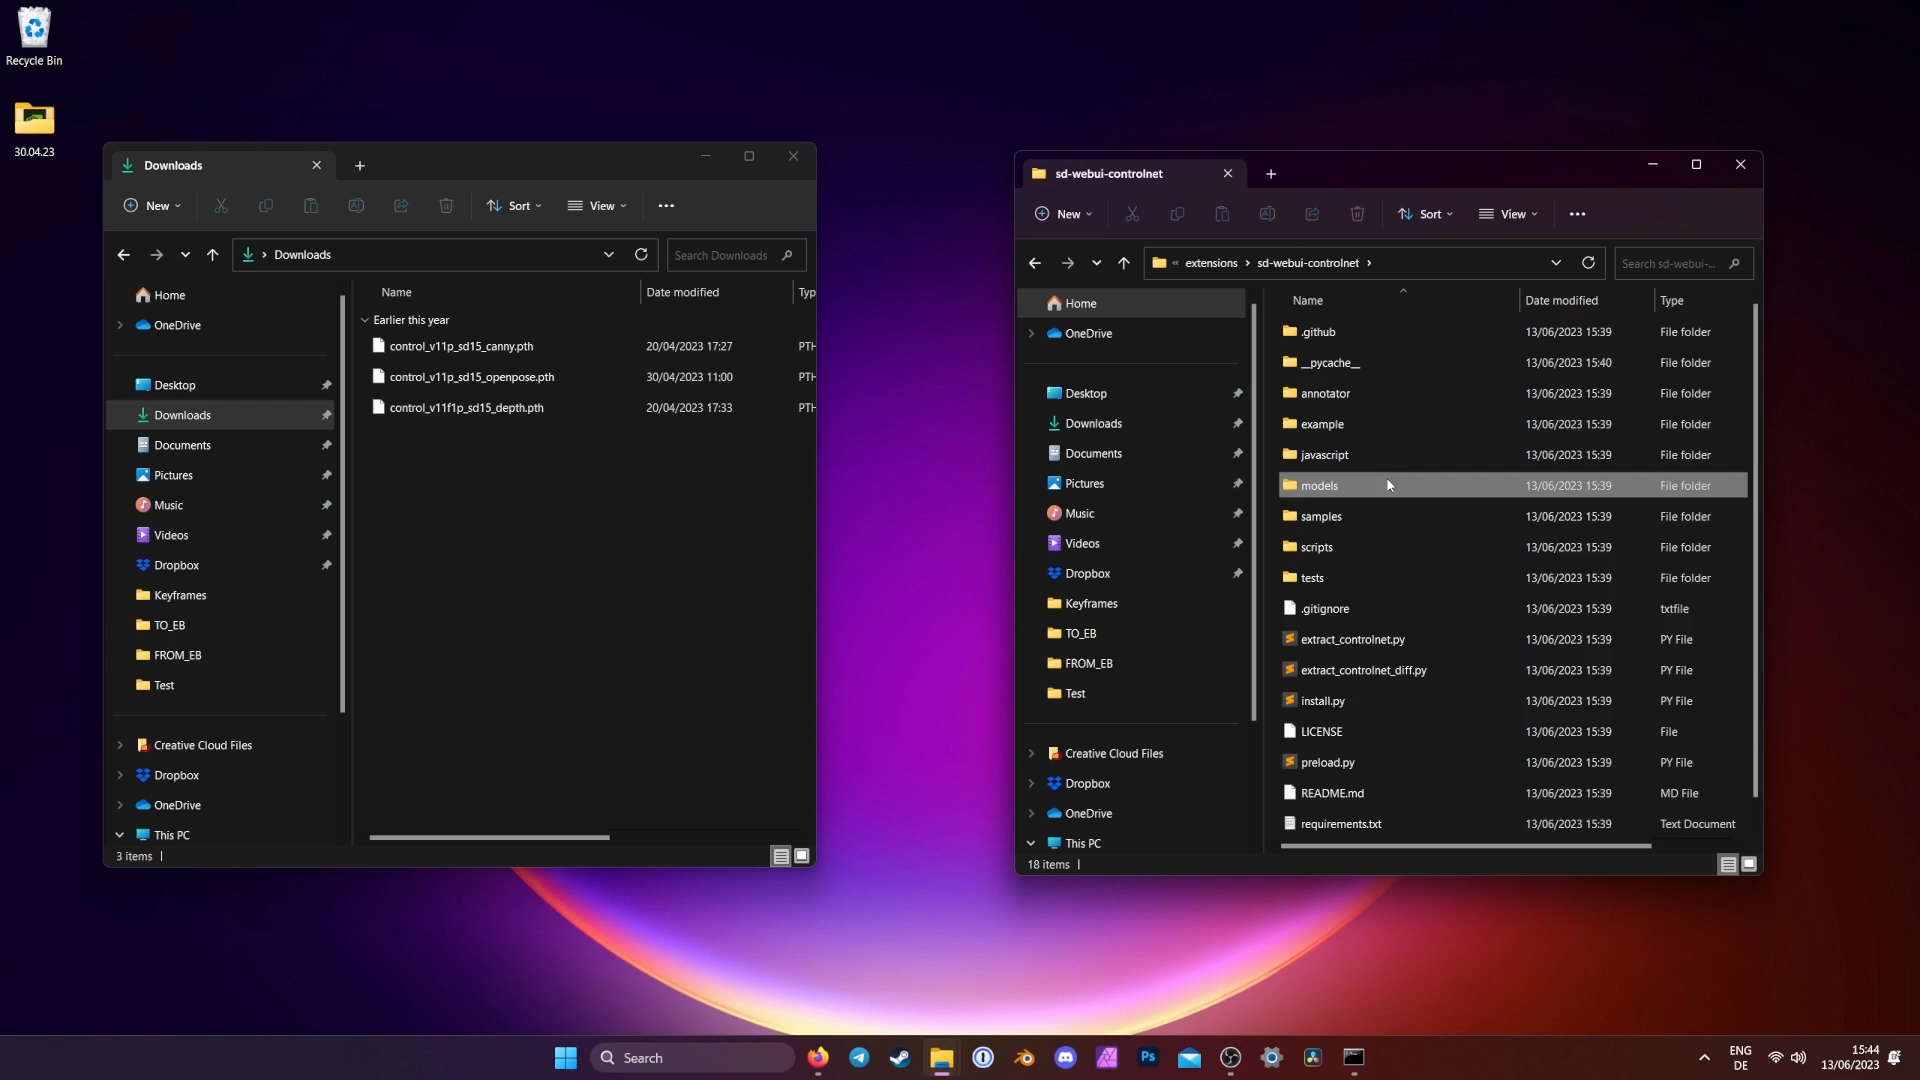 Recycle Bin
30.04.23
Downloads
New
Sort
View
Downloads
Search Downloads
Home
OneDrive
Desktop
Downloads
Documents
Pictures
Music
Videos
Dropbox
Keyframes
TO_EB
FROM_EB
Test
Creative Cloud Files
Dropbox
OneDrive
This PC
Name Date modified Typ
Earlier this year
control_v11p_sd15_canny.pth 20/04/2023 17:27 PTH
control_v11p_sd15_openpose.pth 30/04/2023 11:00 PTH
control_v11f1p_sd15_depth.pth 20/04/2023 17:33 PTH
3 items
sd-webui-controlnet
New
Sort
View
« extensions > sd-webui-controlnet >
Search sd-webui-...
Home
OneDrive
Desktop
Downloads
Documents
Pictures
Music
Videos
Dropbox
Keyframes
TO_EB
FROM_EB
Test
Creative Cloud Files
Dropbox
OneDrive
This PC
Name Date modified Type
.github 13/06/2023 15:39 File folder
__pycache__ 13/06/2023 15:40 File folder
annotator 13/06/2023 15:39 File folder
example 13/06/2023 15:39 File folder
javascript 13/06/2023 15:39 File folder
models 13/06/2023 15:39 File folder
samples 13/06/2023 15:39 File folder
scripts 13/06/2023 15:39 File folder
tests 13/06/2023 15:39 File folder
.gitignore 13/06/2023 15:39 txtfile
extract_controlnet.py 13/06/2023 15:39 PY File
extract_controlnet_diff.py 13/06/2023 15:39 PY File
install.py 13/06/2023 15:39 PY File
LICENSE 13/06/2023 15:39 File
preload.py 13/06/2023 15:39 PY File
README.md 13/06/2023 15:39 MD File
requirements.txt 13/06/2023 15:39 Text Document
18 items
Search
Ps
ENG
DE
15:44
13/06/2023